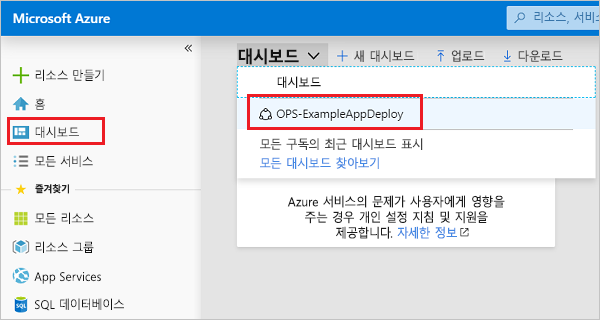 Microsoft Azure
리소스, 서비스
«
리소스 만들기
홈
대시보드
모든 서비스
즐겨찾기
모든 리소스
리소스 그룹
App Services
SQL 데이터베이스
대시보드
+ 새 대시보드
업로드
다운로드
대시보드
OPS-ExampleAppDeploy
모든 구독의 최근 대시보드 표시
모든 대시보드 찾아보기
Azure 서비스의 문제가 사용자에게 영향을
주는 경우 개인 설정 지침 및 지원을
제공합니다. 자세한 정보